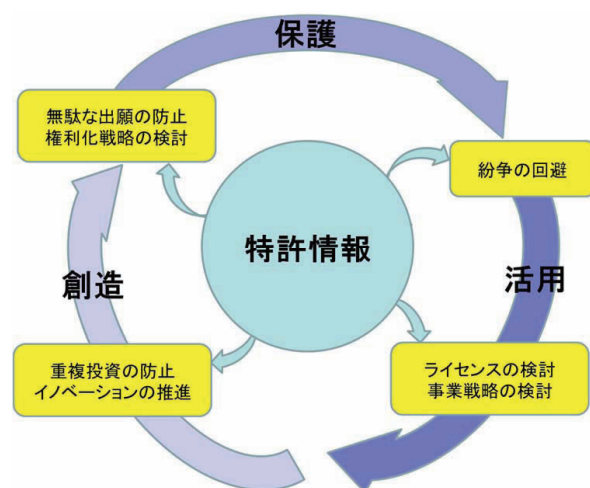 保護
無駄な出願の防止
権利化戦略の検討
紛争の回避
特許情報
創造
活用
重複投資の防止
イノベーションの推進
ライセンスの検討
事業戦略の検討